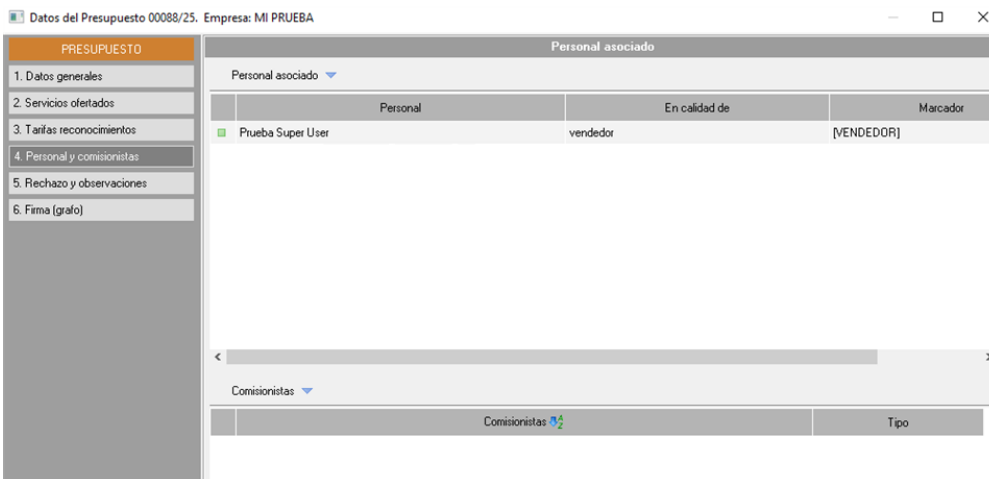 Datos del Presupuesto 00088/25. Empresa: MI PRUEBA
PRESUPUESTO
1. Datos generales
2. Servicios ofertados
3. Tarifas reconocimientos
4. Personal y comisionistas
5. Rechazo y observaciones
6. Firma (grafo)
Personal asociado
Personal asociado
Personal En calidad de Marcador
Prueba Super User vendedor [VENDEDOR]
Comisionistas
Comisionistas Tipo